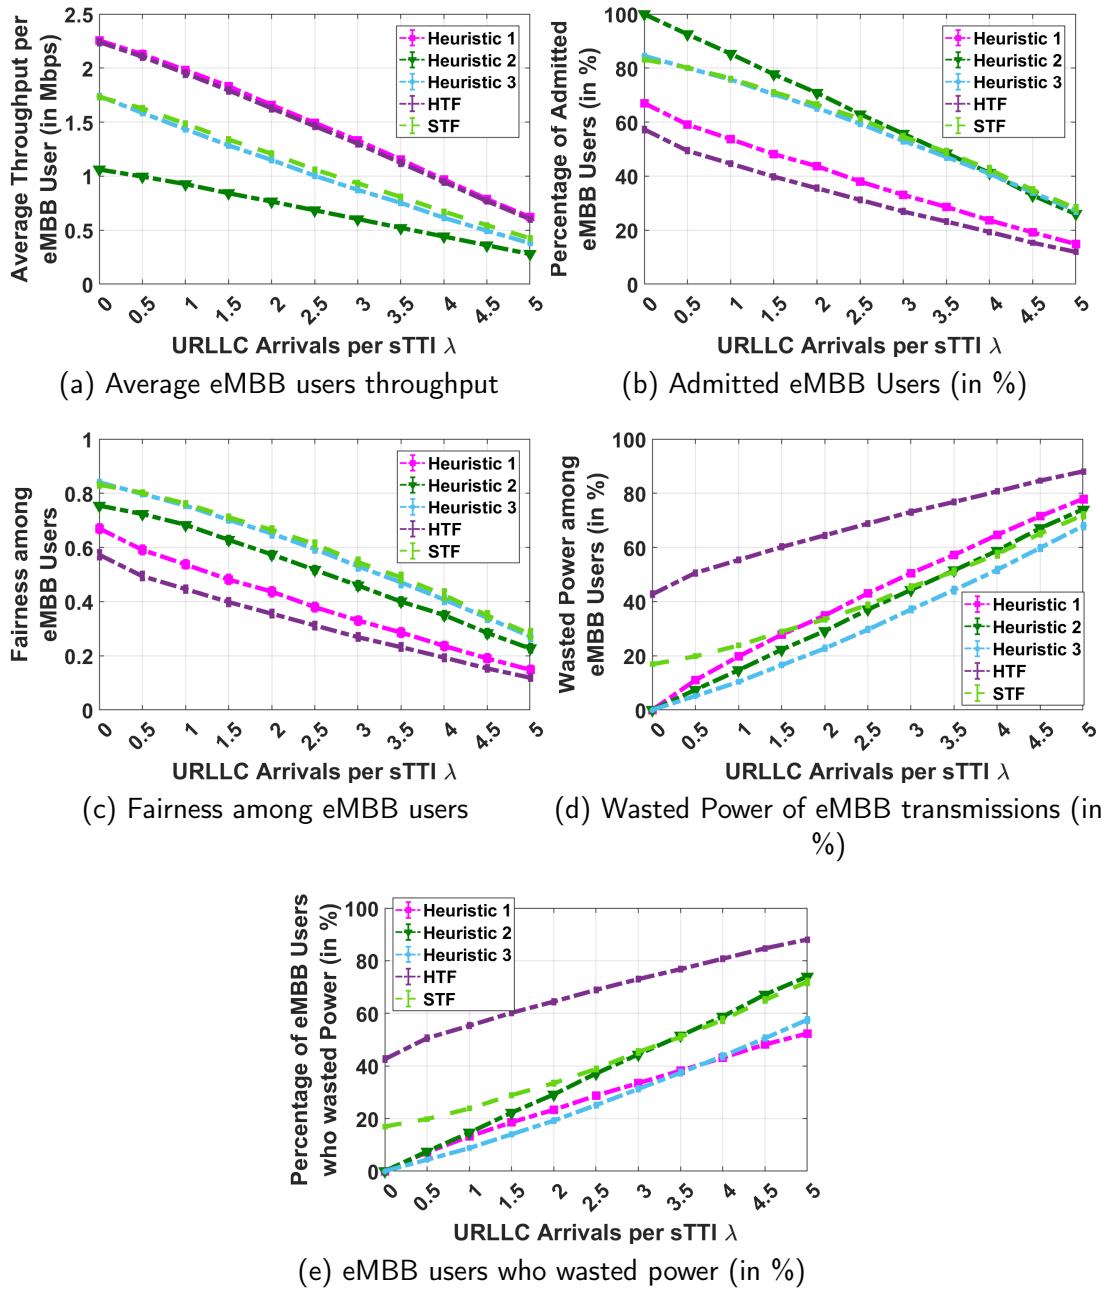 Average Throughput per
eMBB User (in Mbps)
2.5
2
1.5
1
0.5
0
Heuristic 1
Heuristic 2
Heuristic 3
HTF
STF
0 0.5 1 1.5 2 2.5 3 3.5 4 4.5 5
URLLC Arrivals per sTTI λ
(a) Average eMBB users throughput
Percentage of Admitted
eMBB Users (in %)
100
80
60
40
20
0
Heuristic 1
Heuristic 2
Heuristic 3
HTF
STF
0 0.5 1 1.5 2 2.5 3 3.5 4 4.5 5
URLLC Arrivals per sTTI λ
(b) Admitted eMBB Users (in %)
Fairness among
eMBB Users
1
0.8
0.6
0.4
0.2
0
Heuristic 1
Heuristic 2
Heuristic 3
HTF
STF
0 0.5 1 1.5 2 2.5 3 3.5 4 4.5 5
URLLC Arrivals per sTTI λ
(c) Fairness among eMBB users
Wasted Power among
eMBB Users (in %)
100
80
60
40
20
0
Heuristic 1
Heuristic 2
Heuristic 3
HTF
STF
0 0.5 1 1.5 2 2.5 3 3.5 4 4.5 5
URLLC Arrivals per sTTI λ
(d) Wasted Power of eMBB transmissions (in
%)
Percentage of eMBB Users
who wasted Power (in %)
100
80
60
40
20
0
Heuristic 1
Heuristic 2
Heuristic 3
HTF
STF
0 0.5 1 1.5 2 2.5 3 3.5 4 4.5 5
URLLC Arrivals per sTTI λ
(e) eMBB users who wasted power (in %)